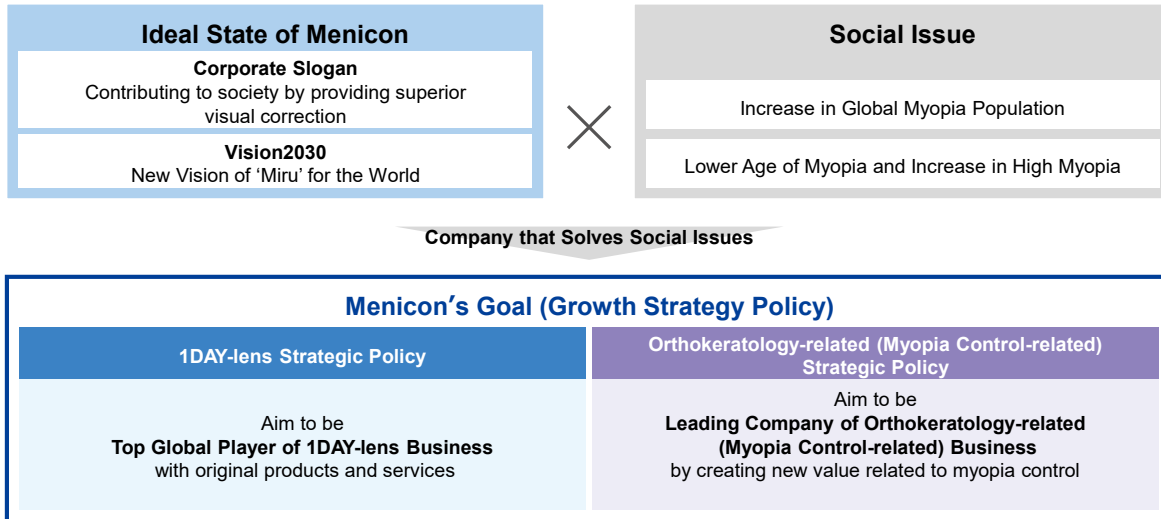 Ideal State of Menicon
Corporate Slogan
Contributing to society by providing superior
visual correction
Vision2030
New Vision of ‘Miru’ for the World
Social Issue
Increase in Global Myopia Population
Lower Age of Myopia and Increase in High Myopia
Company that Solves Social Issues
Menicon’s Goal (Growth Strategy Policy)
1DAY-lens Strategic Policy
Aim to be
Top Global Player of 1DAY-lens Business
with original products and services
Orthokeratology-related (Myopia Control-related)
Strategic Policy
Aim to be
Leading Company of Orthokeratology-related
(Myopia Control-related) Business
by creating new value related to myopia control